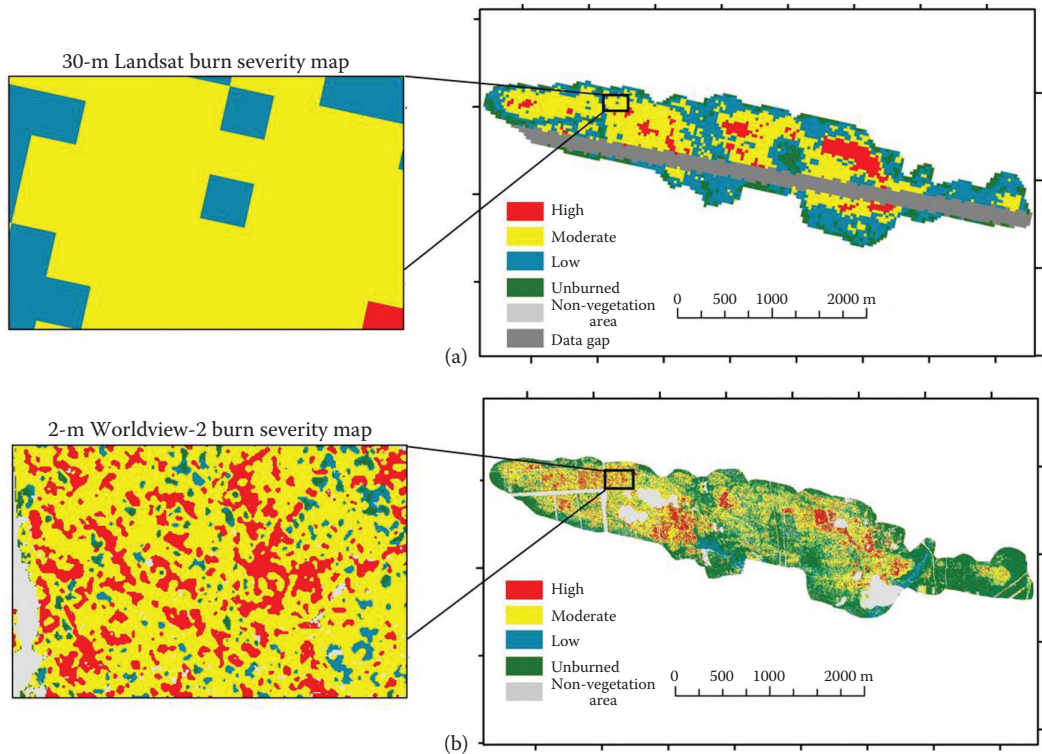 30-m Landsat burn severity map
High
Moderate
Low
Unburned
Non-vegetation
area
Data gap
0 500 1000 2000 m
(a)
2-m Worldview-2 burn severity map
High
Moderate
Low
Unburned
Non-vegetation
area
0 500 1000 2000 m
(b)